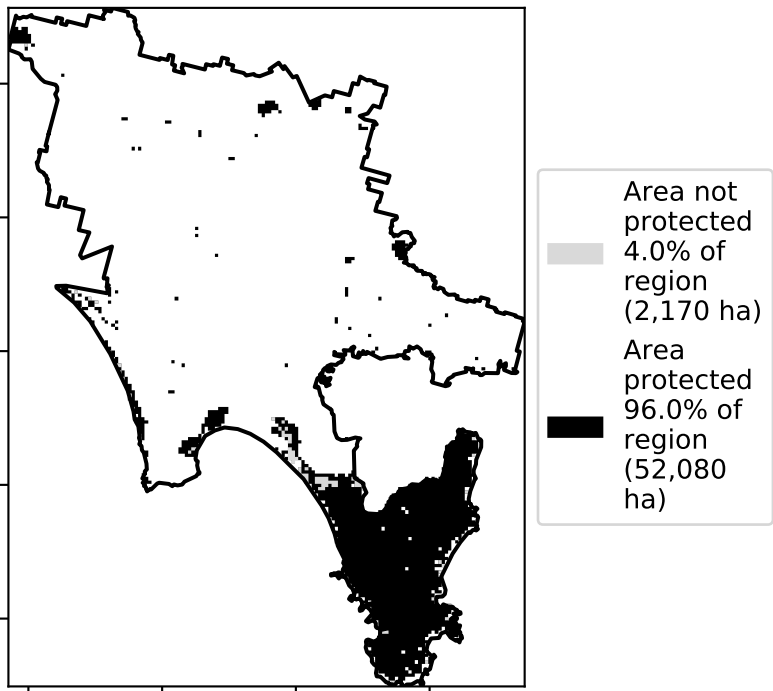 Area not
protected
4.0% of
region
(2,170 ha)
Area
protected
96.0% of
region
(52,080
ha)